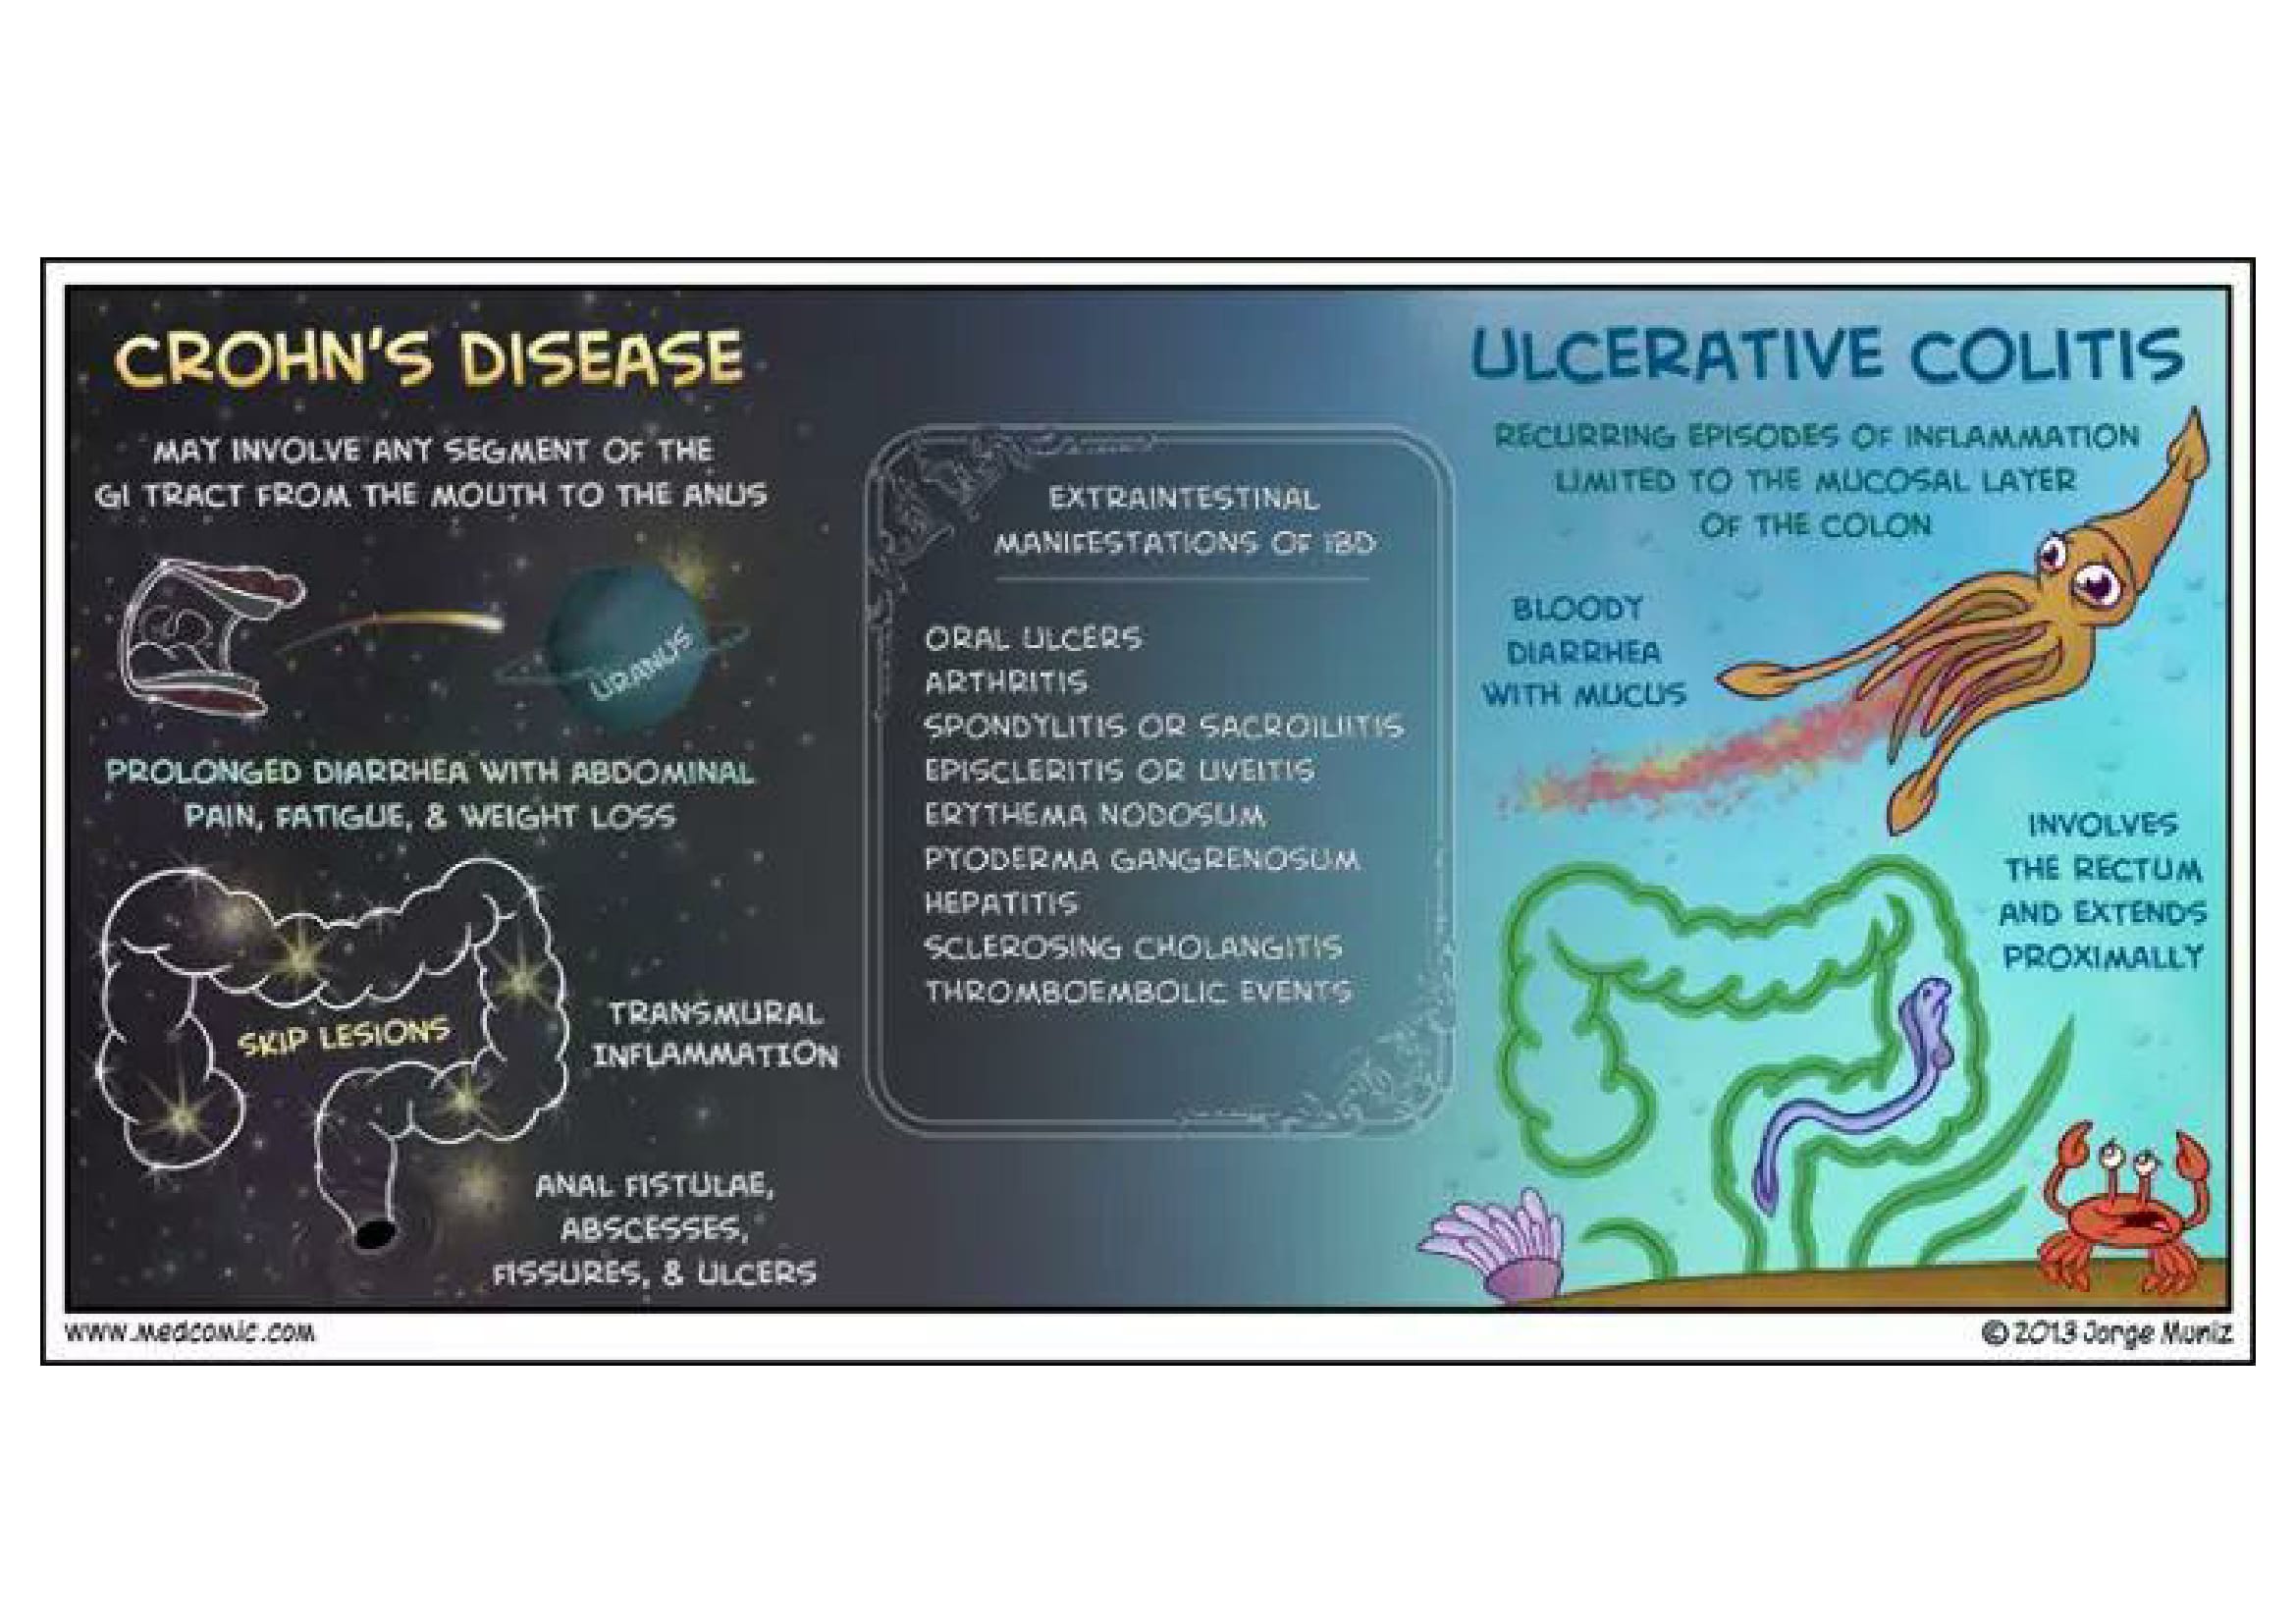 CROHN'S DISEASE
MAY INVOLVE ANY SEGMENT OF THE
GI TRACT FROM THE MOUTH TO THE ANUS
URANUS
PROLONGED DIARRHEA WITH ABDOMINAL
PAIN, FATIGUE, & WEIGHT LOSS
SKIP LESIONS
TRANSMURAL
INFLAMMATION
ANAL FISTULAE,
ABSCESSES,
FISSURES, & ULCERS
EXTRAINTESTINAL
MANIFESTATIONS OF IBD
ORAL ULCERS
ARTHRITIS
SPONDYLITIS OR SACROILIITIS
EPISCLERITIS OR UVEITIS
ERYTHEMA NODOSUM
PYODERMA GANGRENOSUM
HEPATITIS
SCLEROSING CHOLANGITIS
THROMBOEMBOLIC EVENTS
ULCERATIVE COLITIS
RECURRING EPISODES OF INFLAMMATION
LIMITED TO THE MUCOSAL LAYER
OF THE COLON
BLOODY
DIARRHEA
WITH MUCUS
INVOLVES
THE RECTUM
AND EXTENDS
PROXIMALLY
www.medcomic.com
© 2013 Jorge Muniz